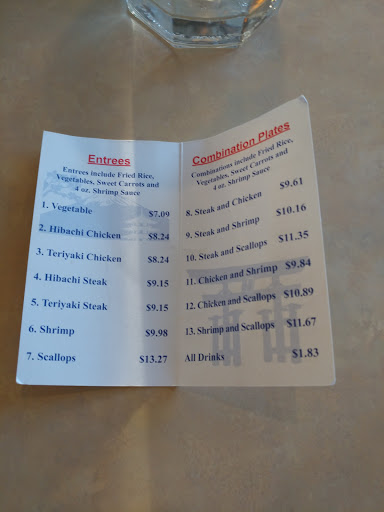 Entrees
Entrees include Fried Rice,
Vegetables, Sweet Carrots and
4 oz. Shrimp Sauce
1. Vegetable $7.09
2. Hibachi Chicken $8.24
3. Teriyaki Chicken $8.24
4. Hibachi Steak $9.15
5. Teriyaki Steak $9.15
6. Shrimp $9.98
7. Scallops $13.27
Combination Plates
Combinations include Fried Rice,
Vegetables, Sweet Carrots and
4 oz. Shrimp Sauce
8. Steak and Chicken $9.61
9. Steak and Shrimp $10.16
10. Steak and Scallops $11.35
11. Chicken and Shrimp $9.84
12. Chicken and Scallops $10.89
13. Shrimp and Scallops $11.67
All Drinks $1.83